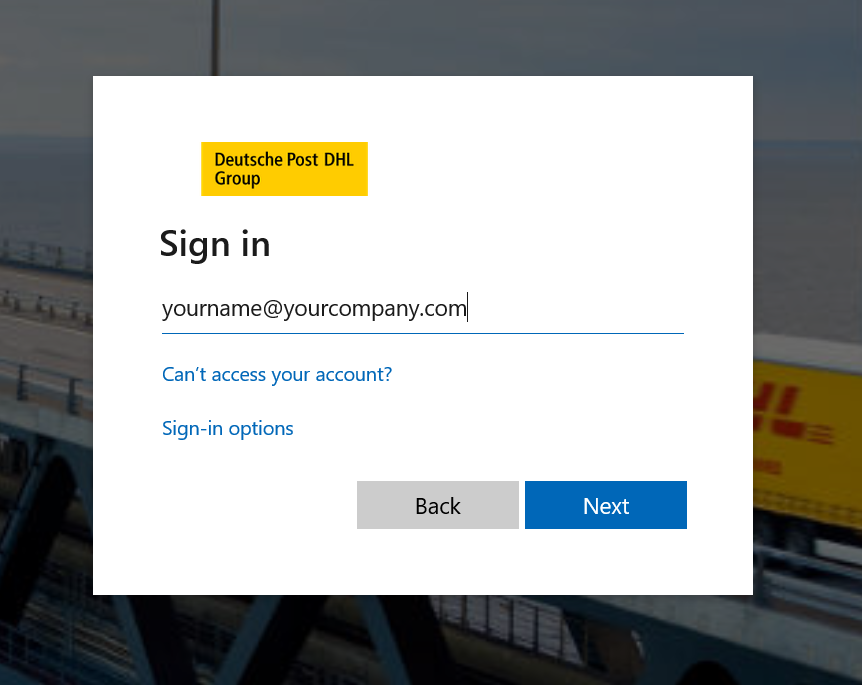 Deutsche Post DHL
Group
Sign in
yourname@yourcompany.com
Can't access your account?
Sign-in options
Back
Next